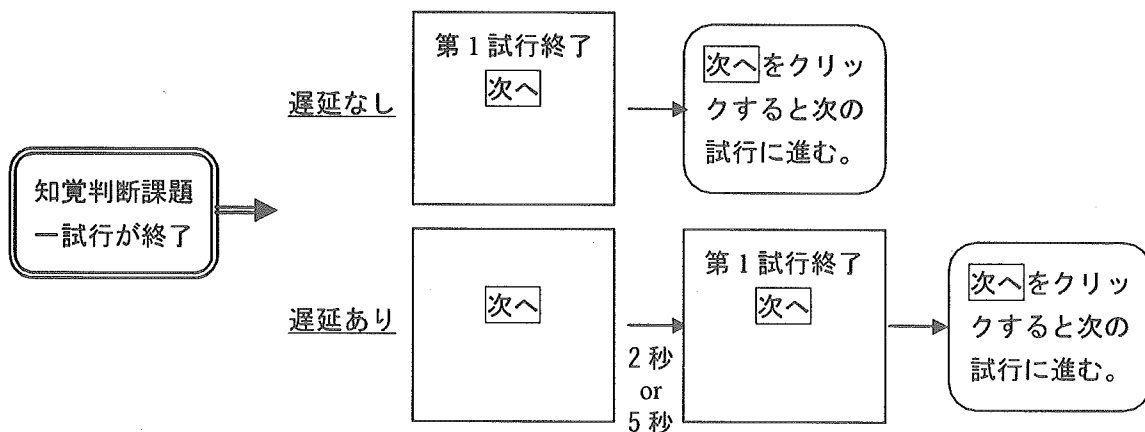 知覚判断課題
一試行が終了
遅延なし
第1試行終了
次へ
次へをクリッ
クすると次の
試行に進む。
遅延あり
次へ
2秒
or
5秒
第1試行終了
次へ
次へをクリッ
クすると次の
試行に進む。